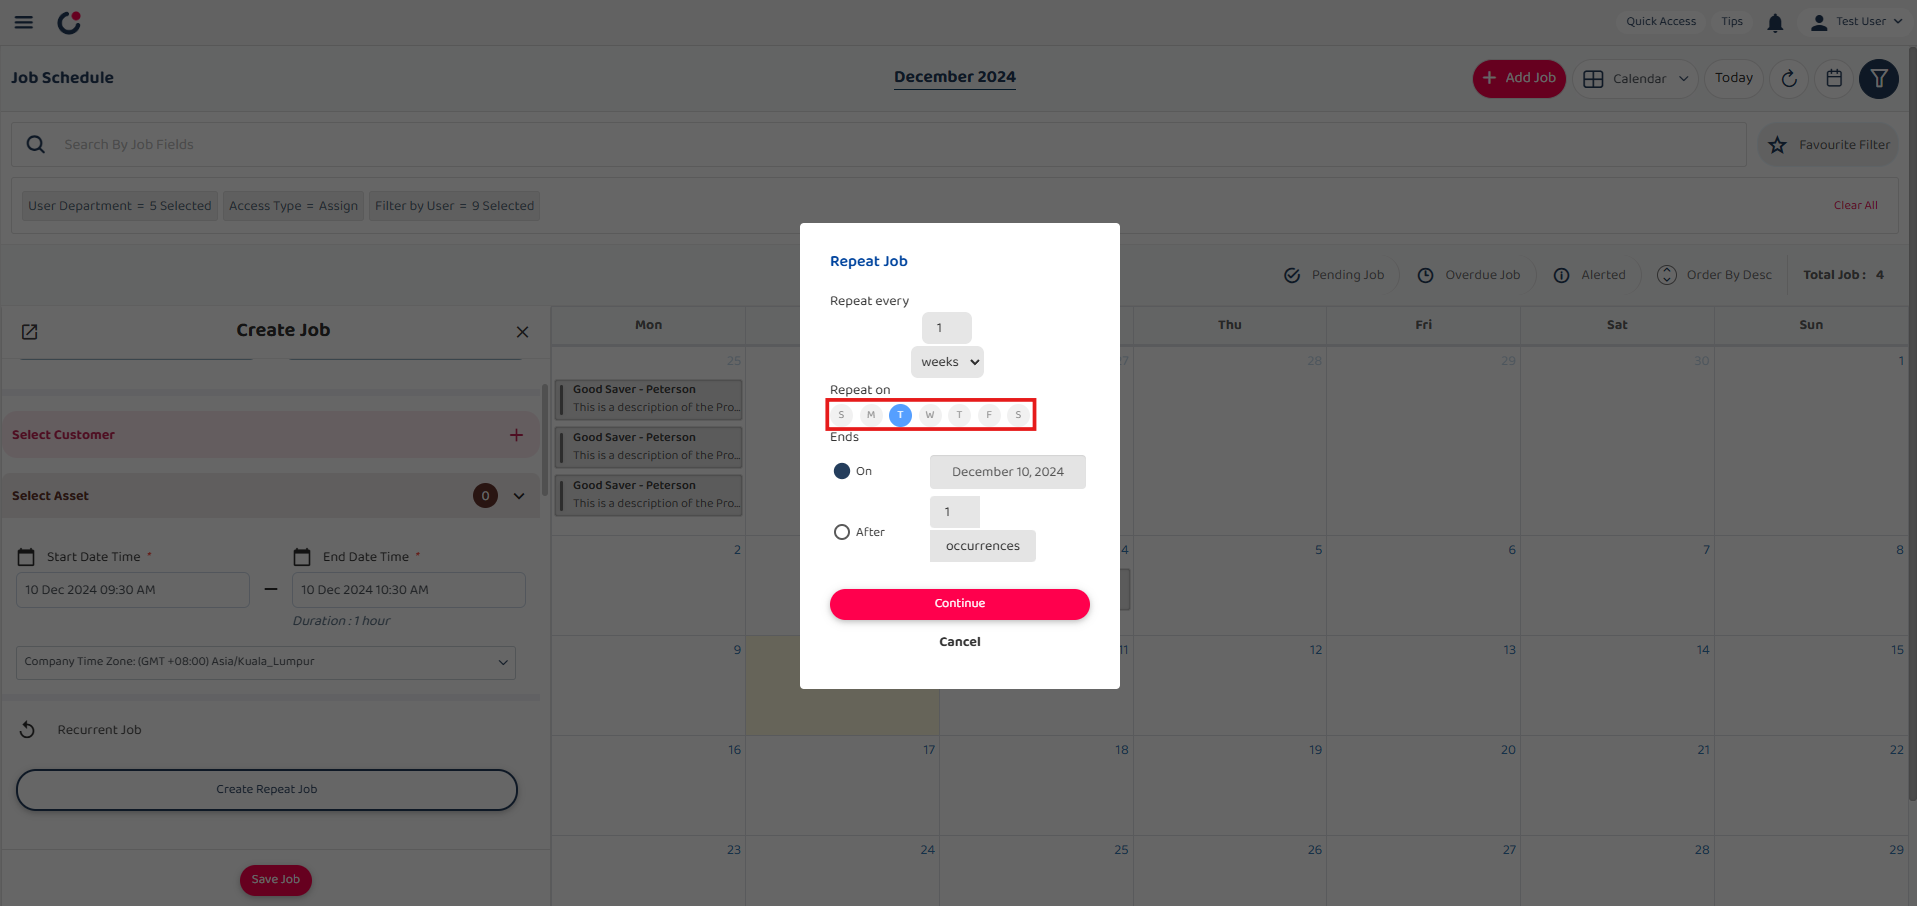 Quick Access
Tips
Test User
Job Schedule
December 2024
+ Add Job
Calendar
Today
Search By Job Fields
Favourite Filter
User Department = 5 Selected
Access Type = Assign
Filter by User = 9 Selected
Clear All
Pending Job
Overdue Job
Alerted
Order By Desc
Total Job : 4
Create Job
Select Customer
Select Asset
0
Start Date Time *
End Date Time *
10 Dec 2024 09:30 AM
10 Dec 2024 10:30 AM
Duration : 1 hour
Company Time Zone: (GMT +08:00) Asia/Kuala_Lumpur
Recurrent Job
Create Repeat Job
Save Job
Repeat Job
Repeat every
1
weeks
Repeat on
S M T W T F S
Ends
On
December 10, 2024
After
1
occurrences
Continue
Cancel
Mon
Thu
Fri
Sat
Sun
25
27
28
29
30
1
Good Saver - Peterson
This is a description of the Pro...
Good Saver - Peterson
This is a description of the Pro...
Good Saver - Peterson
This is a description of the Pro...
2
4
5
6
7
8
9
11
12
13
14
15
16
17
18
19
20
21
22
23
24
25
26
27
28
29